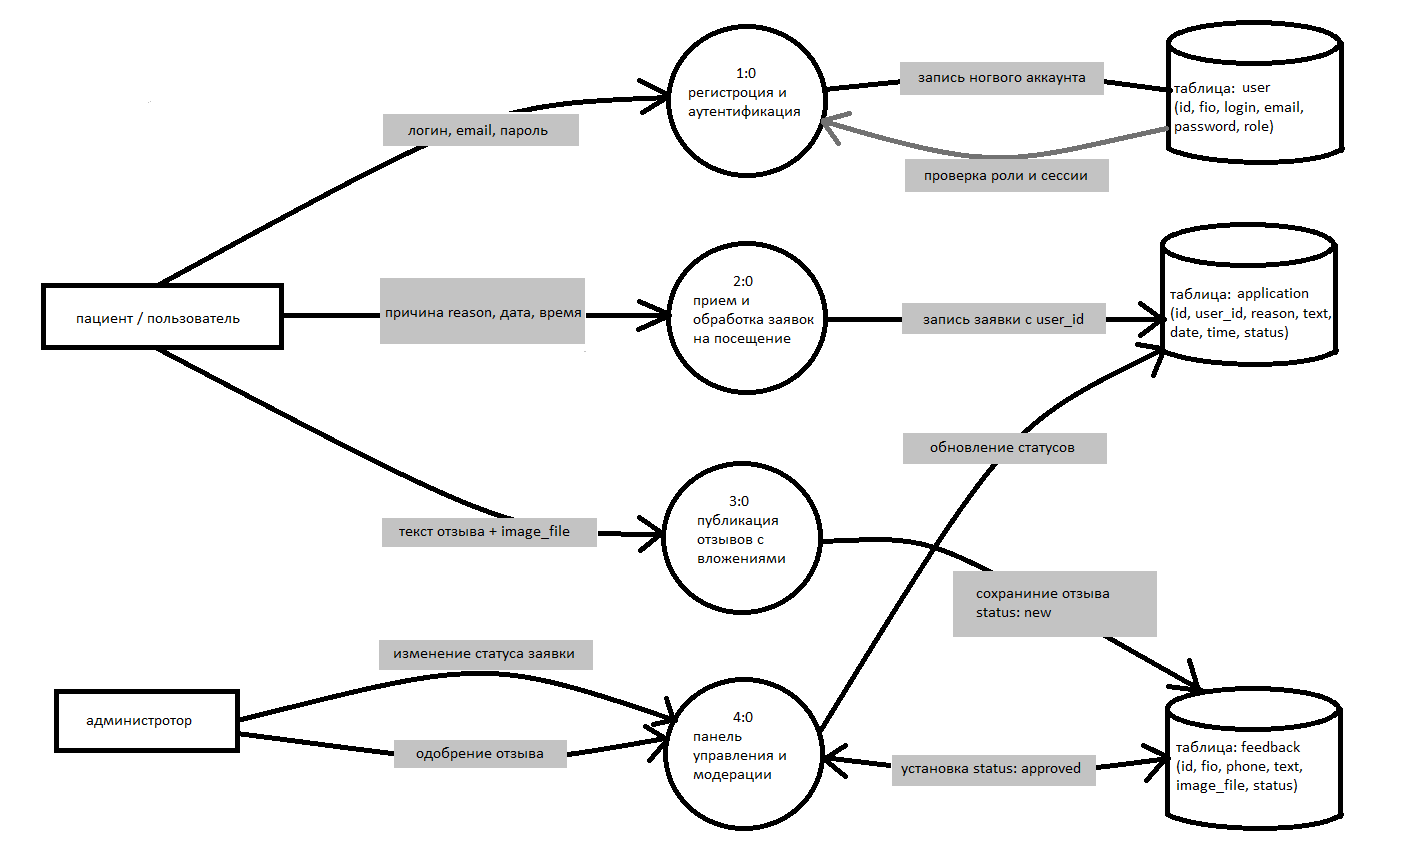 1:0
регистроция и
аутентификация
запись ногвого аккаунта
таблица: user
(id, fio, login, email,
password, role)
логин, email, пароль
проверка роли и сессии
2:0
прием и
обработка заявок
на посещение
таблица: application
(id, user_id, reason, text,
date, time, status)
пациент / пользователь
причина reason, дата, время
запись заявки с user_id
обновление статусов
3:0
публикация
отзывов с
вложениями
текст отзыва + image_file
сохраниние отзыва
status: new
изменение статуса заявки
администротор
4:0
панель
управления и
модерации
одобрение отзыва
установка status: approved
таблица: feedback
(id, fio, phone, text,
image_file, status)